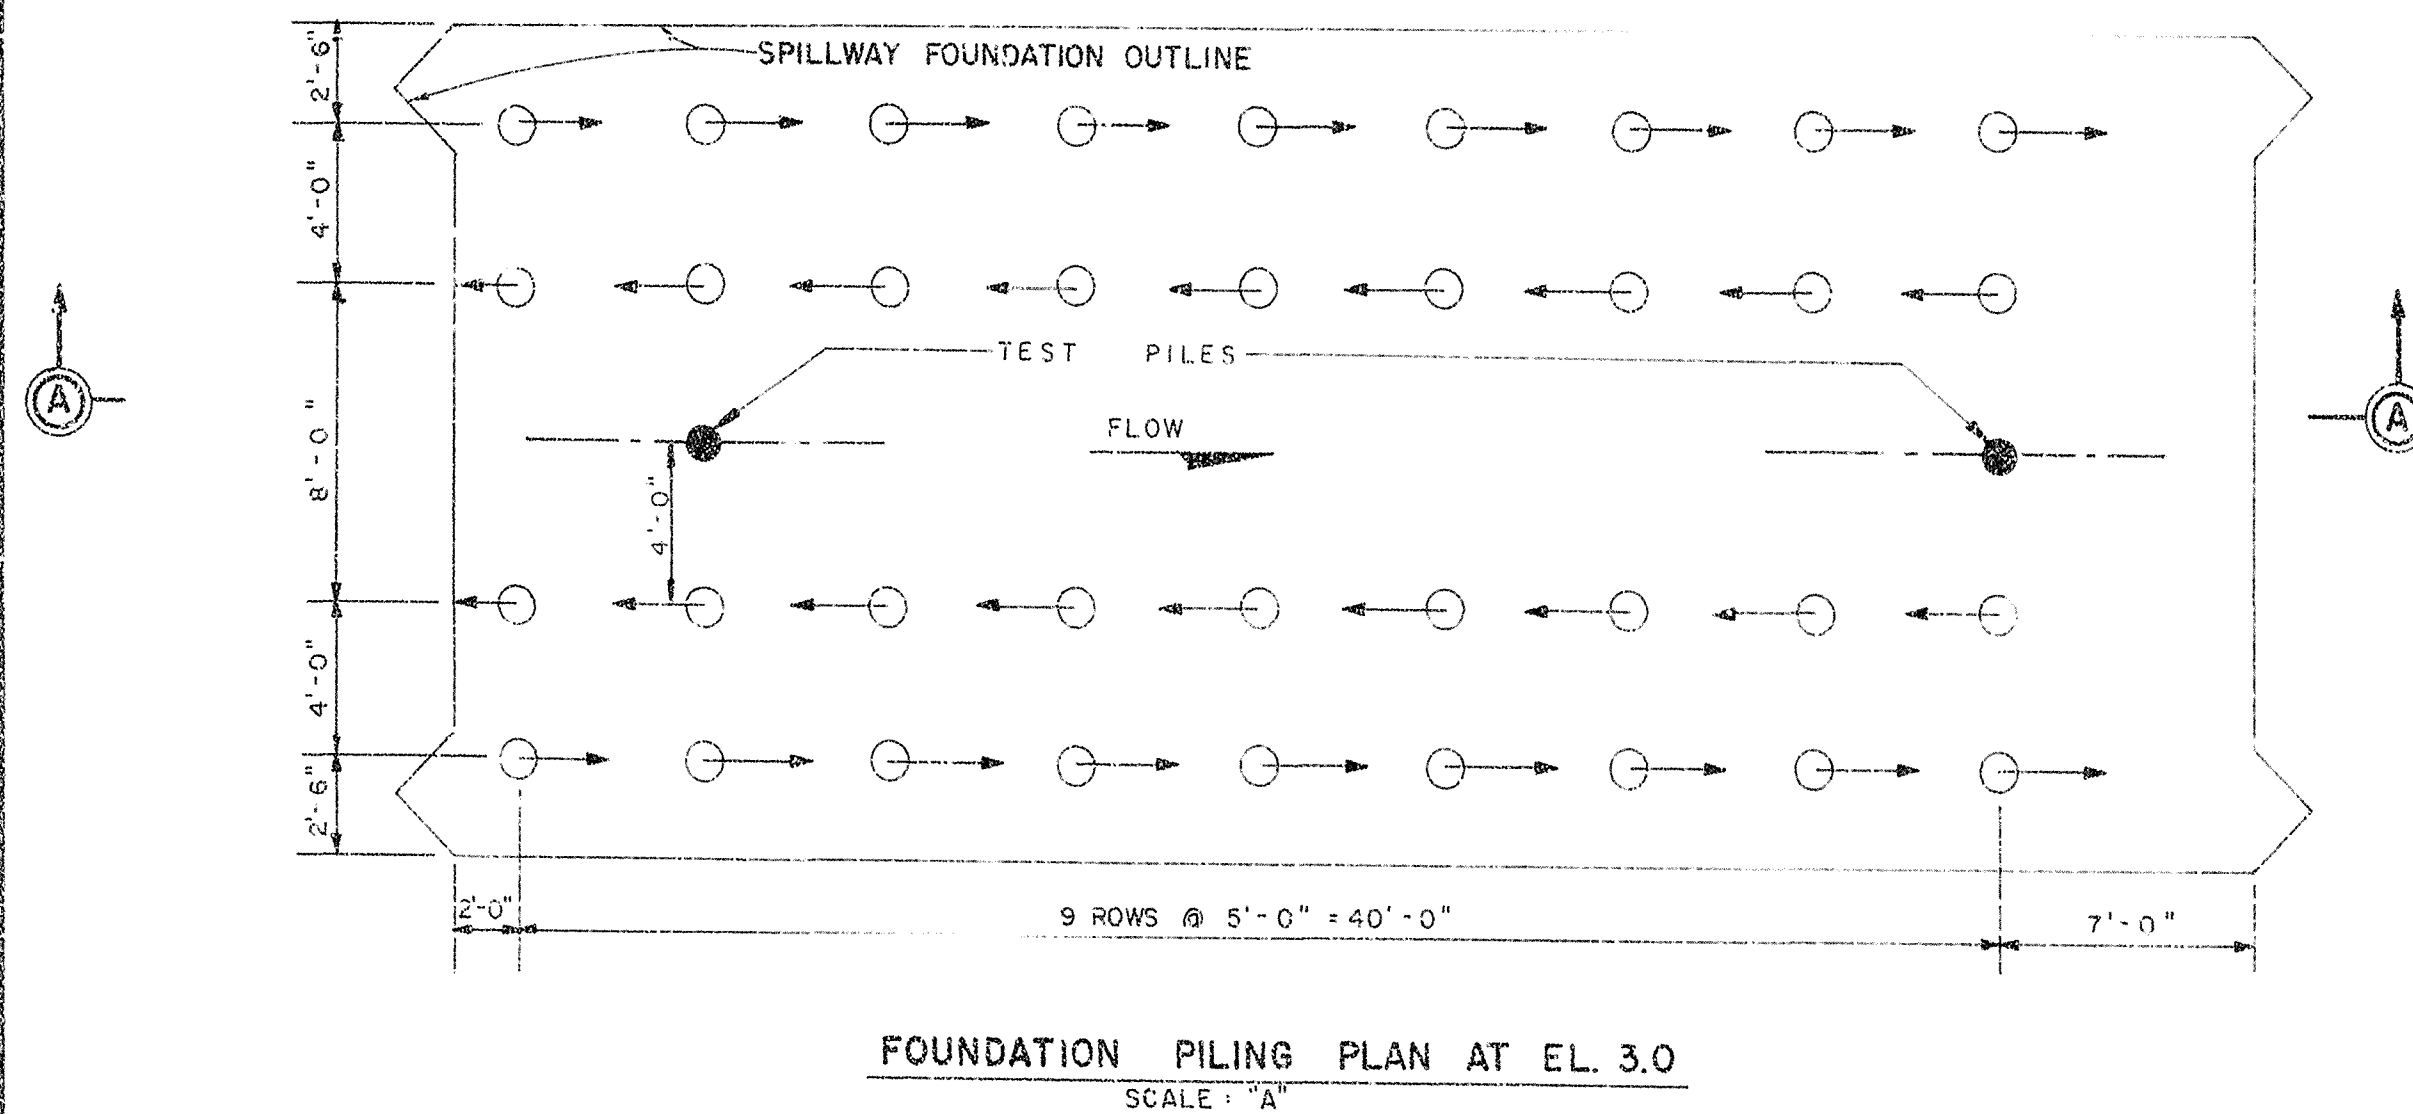 2'-6"
SPILLWAY FOUNDATION OUTLINE
4'-0"
TEST PILES
A
A
8'-0"
FLOW
4'-0"
4'-0"
2'-6"
2'-0"
9 ROWS @ 5'-0" = 40'-0"
7'-0"
FOUNDATION PILING PLAN AT EL. 3.0
SCALE : "A"